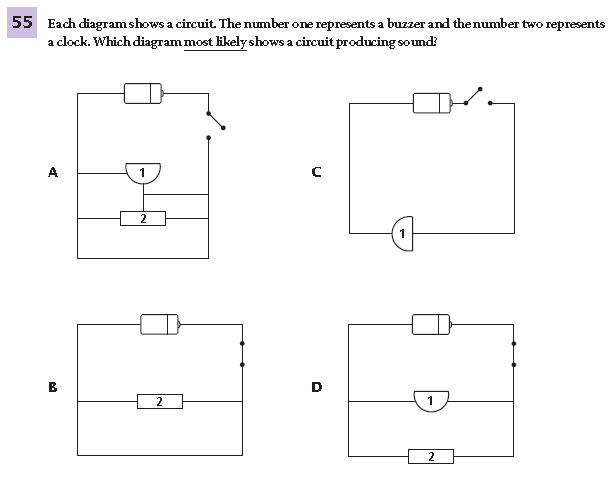 55 Each diagram shows a circuit. The number one represents a buzzer and the number two represents
a clock. Which diagram most likely shows a circuit producing sound?
A
1
2
C
1
B
2
D
1
2